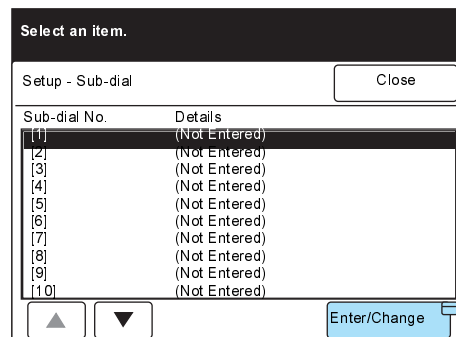 Select an item.
Setup - Sub-dial Close
Sub-dial No. Details
[1] (Not Entered)
[2] (Not Entered)
[3] (Not Entered)
[4] (Not Entered)
[5] (Not Entered)
[6] (Not Entered)
[7] (Not Entered)
[8] (Not Entered)
[9] (Not Entered)
[10] (Not Entered)
Enter/Change